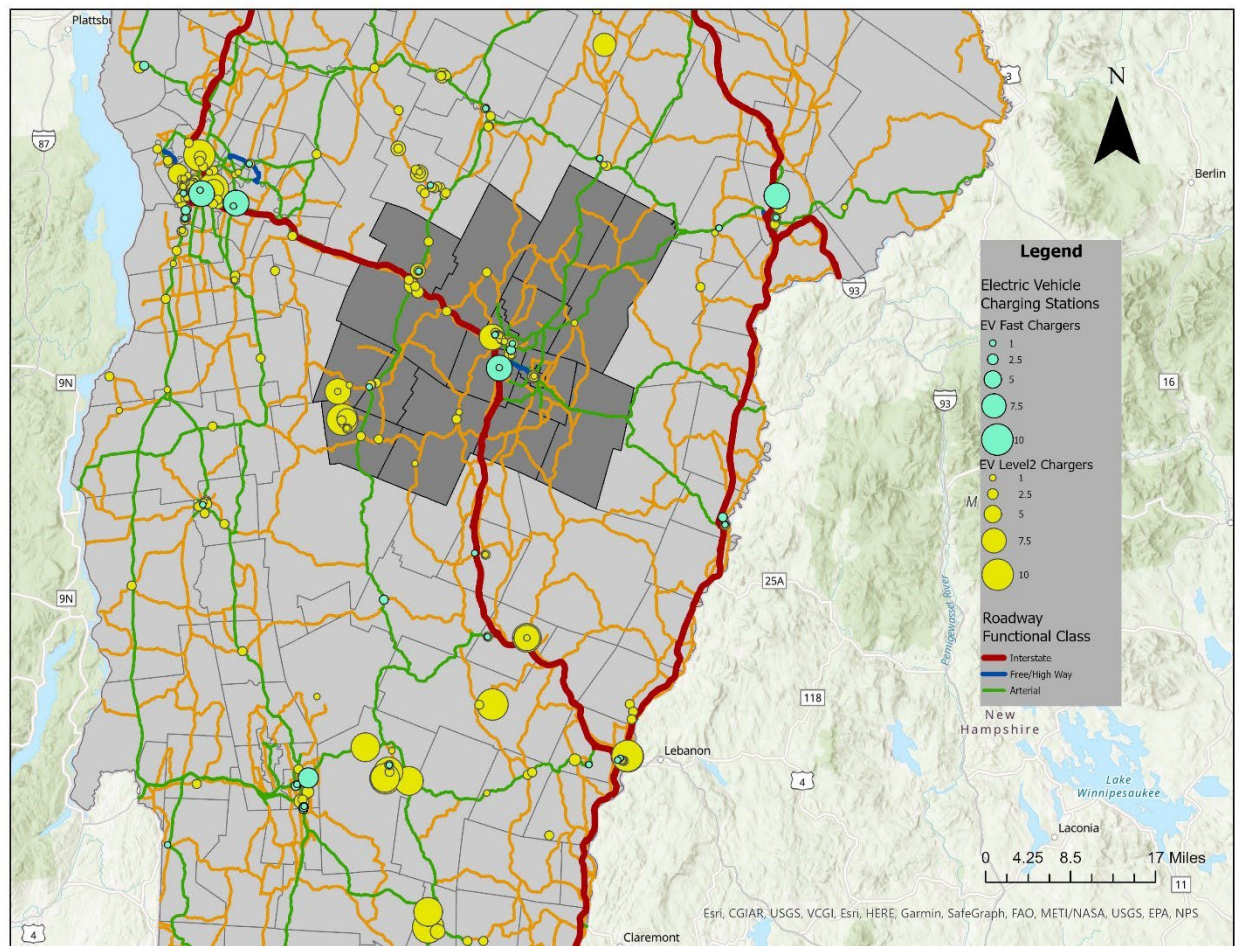 Plattsbu
87
9N
9N
4
N
3
Berlin
Legend
Electric Vehicle
Charging Stations
EV Fast Chargers
1
2.5
5
7.5
10
EV Level2 Chargers
1
2.5
5
7.5
10
Roadway
Functional Class
Interstate
Free/High Way
Arterial
93
93
16
M
25A
Pemigewasset River
118
New
Hampshire
Lebanon
4
Lake
Winnipesaukee
Laconia
0 4.25 8.5 17 Miles
11
Esri, CGIAR, USGS, VCGI, Esri, HERE, Garmin, SafeGraph, FAO, METI/NASA, USGS, EPA, NPS
Claremont